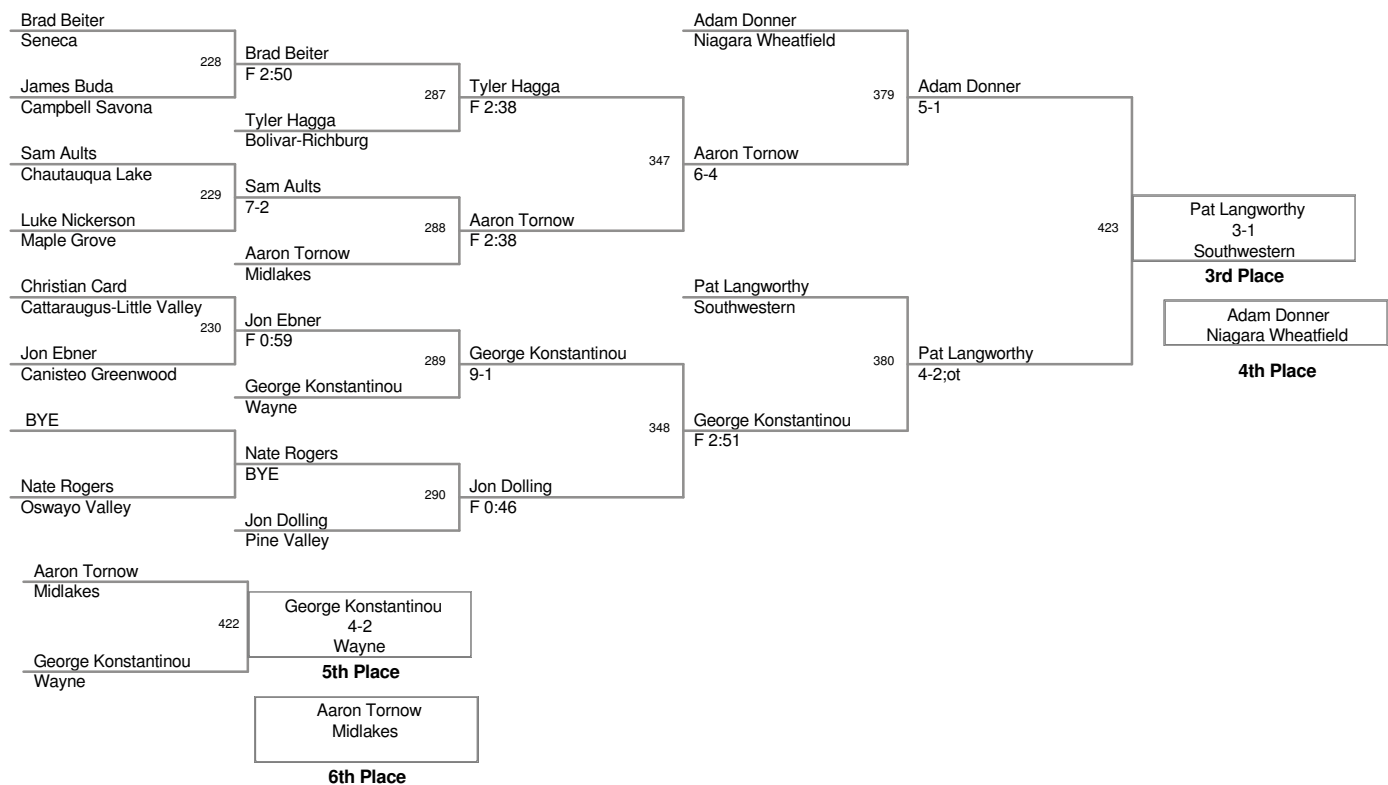 Brad Beiter
Seneca
228
James Buda
Campbell Savona
Sam Aults
Chautauqua Lake
229
Luke Nickerson
Maple Grove
Christian Card
Cattaraugus-Little Valley
230
Jon Ebner
Canisteo Greenwood
BYE
Nate Rogers
Oswayo Valley
Brad Beiter
F 2:50
287
Tyler Hagga
Bolivar-Richburg
Sam Aults
7-2
288
Aaron Tornow
Midlakes
Jon Ebner
F 0:59
289
George Konstantinou
Wayne
Nate Rogers
BYE
290
Jon Dolling
Pine Valley
Tyler Hagga
F 2:38
347
Aaron Tornow
F 2:38
George Konstantinou
9-1
348
Jon Dolling
F 0:46
Adam Donner
Niagara Wheatfield
379
Aaron Tornow
6-4
Pat Langworthy
Southwestern
380
George Konstantinou
F 2:51
Adam Donner
5-1
423
Pat Langworthy
4-2;ot
Pat Langworthy
3-1
Southwestern
3rd Place
Adam Donner
Niagara Wheatfield
4th Place
Aaron Tornow
Midlakes
422
George Konstantinou
Wayne
George Konstantinou
4-2
Wayne
5th Place
Aaron Tornow
Midlakes
6th Place